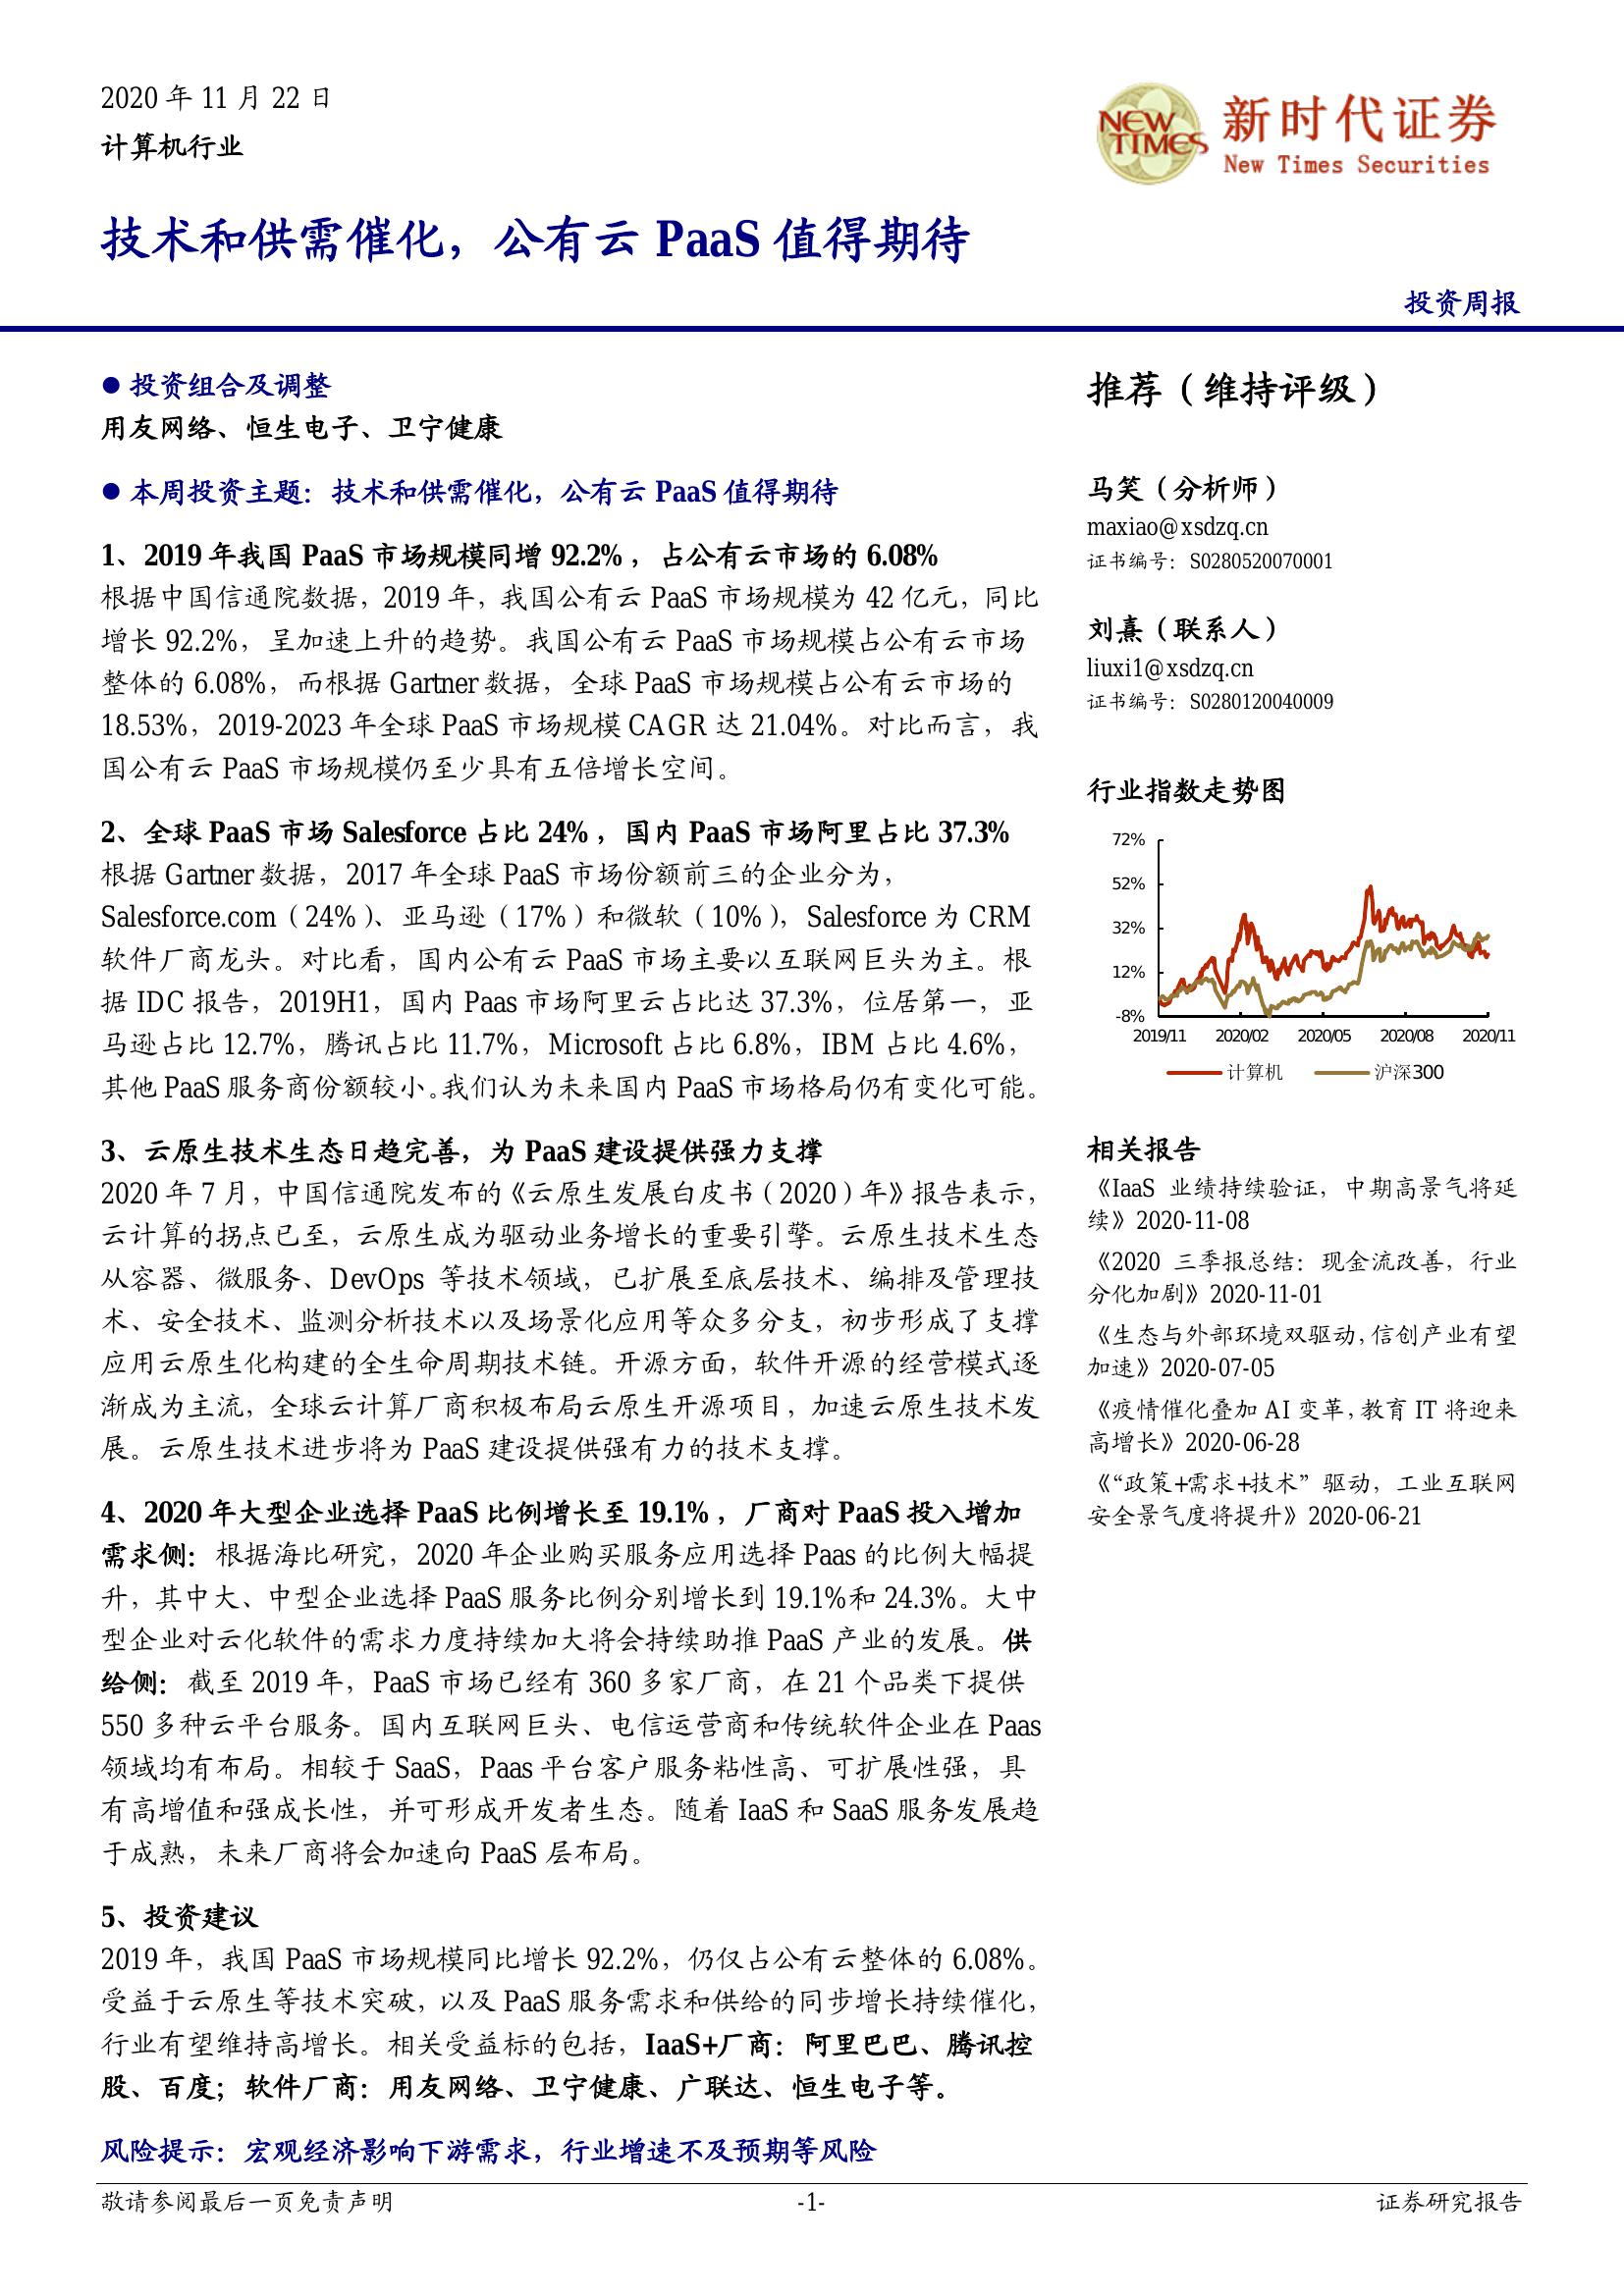 2020 年 11 月 22 日
计算机行业
NEW TIMES
新时代证券
New Times Securities
技术和供需催化，公有云 PaaS 值得期待
投资周报
● 投资组合及调整
用友网络、恒生电子、卫宁健康
● 本周投资主题：技术和供需催化，公有云 PaaS 值得期待
1、2019 年我国 PaaS 市场规模同增 92.2%，占公有云市场的 6.08%
根据中国信通院数据，2019 年，我国公有云 PaaS 市场规模为 42 亿元，同比
增长 92.2%，呈加速上升的趋势。我国公有云 PaaS 市场规模占公有云市场
整体的 6.08%，而根据 Gartner 数据，全球 PaaS 市场规模占公有云市场的
18.53%，2019-2023 年全球 PaaS 市场规模 CAGR 达 21.04%。对比而言，我
国公有云 PaaS 市场规模仍至少具有五倍增长空间。
2、全球 PaaS 市场 Salesforce 占比 24%，国内 PaaS 市场阿里占比 37.3%
根据 Gartner 数据，2017 年全球 PaaS 市场份额前三的企业分为，
Salesforce.com（24%）、亚马逊（17%）和微软（10%），Salesforce 为 CRM
软件厂商龙头。对比看，国内公有云 PaaS 市场主要以互联网巨头为主。根
据 IDC 报告，2019H1，国内 Paas 市场阿里云占比达 37.3%，位居第一，亚
马逊占比 12.7%，腾讯占比 11.7%，Microsoft 占比 6.8%，IBM 占比 4.6%，
其他 PaaS 服务商份额较小。我们认为未来国内 PaaS 市场格局仍有变化可能。
3、云原生技术生态日趋完善，为 PaaS 建设提供强力支撑
2020 年 7 月，中国信通院发布的《云原生发展白皮书（2020）年》报告表示，
云计算的拐点已至，云原生成为驱动业务增长的重要引擎。云原生技术生态
从容器、微服务、DevOps 等技术领域，已扩展至底层技术、编排及管理技
术、安全技术、监测分析技术以及场景化应用等众多分支，初步形成了支撑
应用云原生化构建的全生命周期技术链。开源方面，软件开源的经营模式逐
渐成为主流，全球云计算厂商积极布局云原生开源项目，加速云原生技术发
展。云原生技术进步将为 PaaS 建设提供强有力的技术支撑。
4、2020 年大型企业选择 PaaS 比例增长至 19.1%，厂商对 PaaS 投入增加
需求侧：根据海比研究，2020 年企业购买服务应用选择 Paas 的比例大幅提
升，其中大、中型企业选择 PaaS 服务比例分别增长到 19.1%和 24.3%。大中
型企业对云化软件的需求力度持续加大将会持续助推 PaaS 产业的发展。供
给侧：截至 2019 年，PaaS 市场已经有 360 多家厂商，在 21 个品类下提供
550 多种云平台服务。国内互联网巨头、电信运营商和传统软件企业在 Paas
领域均有布局。相较于 SaaS，Paas 平台客户服务粘性高、可扩展性强，具
有高增值和强成长性，并可形成开发者生态。随着 IaaS 和 SaaS 服务发展趋
于成熟，未来厂商将会加速向 PaaS 层布局。
5、投资建议
2019 年，我国 PaaS 市场规模同比增长 92.2%，仍仅占公有云整体的 6.08%。
受益于云原生等技术突破，以及 PaaS 服务需求和供给的同步增长持续催化，
行业有望维持高增长。相关受益标的包括，IaaS+厂商：阿里巴巴、腾讯控
股、百度；软件厂商：用友网络、卫宁健康、广联达、恒生电子等。
风险提示：宏观经济影响下游需求，行业增速不及预期等风险
推荐（维持评级）
马笑（分析师）
maxiao@xsdzq.cn
证书编号：S0280520070001
刘熹（联系人）
liuxi1@xsdzq.cn
证书编号：S0280120040009
行业指数走势图
72%
52%
32%
12%
-8%
2019/11 2020/02 2020/05 2020/08 2020/11
计算机 沪深300
相关报告
《IaaS 业绩持续验证，中期高景气将延
续》2020-11-08
《2020 三季报总结：现金流改善，行业
分化加剧》2020-11-01
《生态与外部环境双驱动，信创产业有望
加速》2020-07-05
《疫情催化叠加 AI 变革，教育 IT 将迎来
高增长》2020-06-28
《“政策+需求+技术”驱动，工业互联网
安全景气度将提升》2020-06-21
敬请参阅最后一页免责声明 -1- 证券研究报告